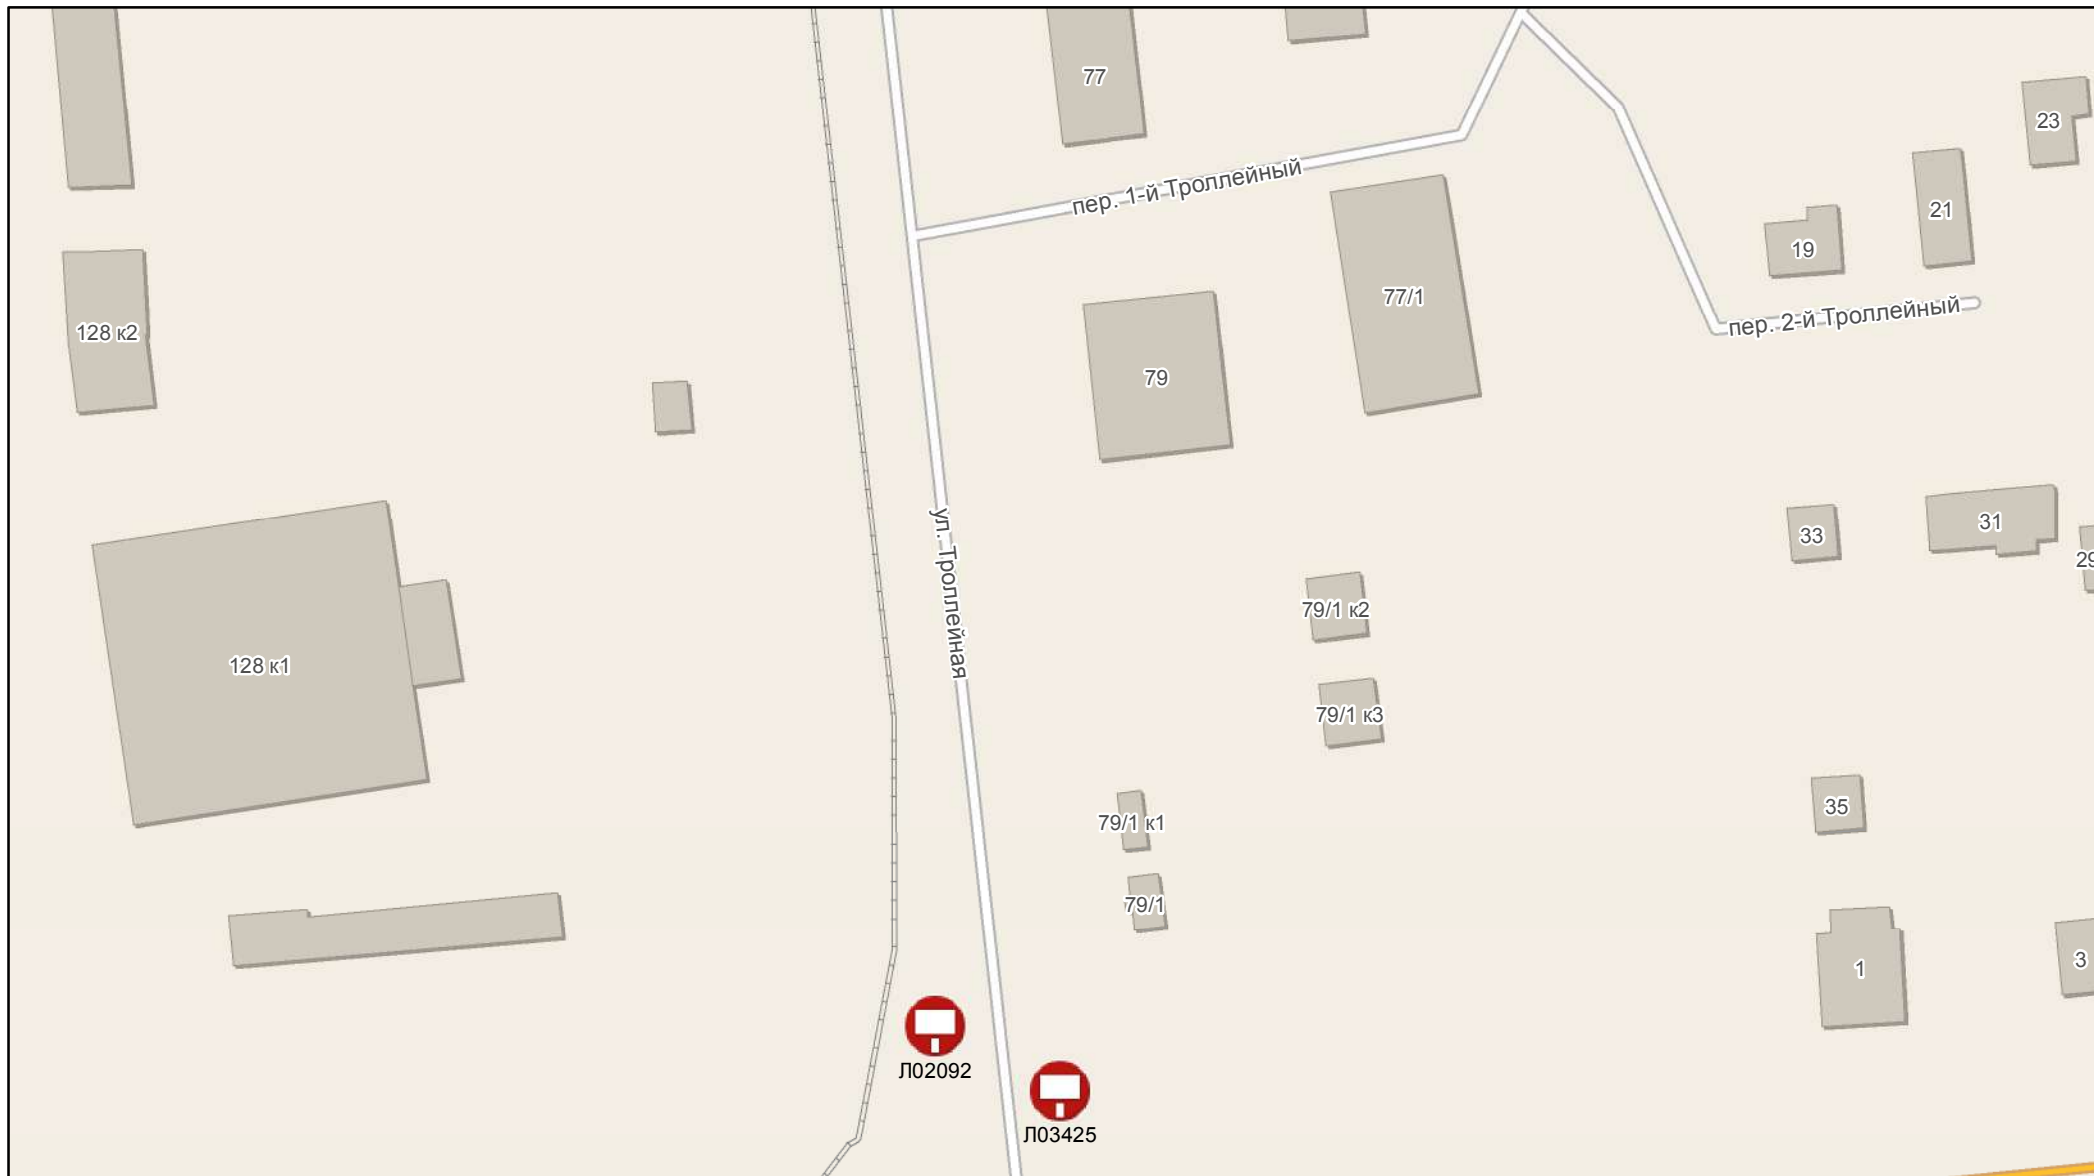 77
23
пер. 1-й Троллейный
21
19
77/1
пер. 2-й Троллейный
128 к2
79
31
33
29
ул. Троллейная
79/1 к2
128 к1
79/1 к3
35
79/1 к1
79/1
3
1
Л02092
Л03425